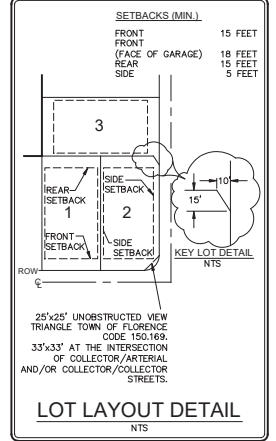 SETBACKS (MIN.)
FRONT 15 FEET
FRONT
(FACE OF GARAGE) 18 FEET
REAR 15 FEET
SIDE 5 FEET
3
REAR
SETBACK
1
FRONT
SETBACK
SIDE
SETBACK
2
SIDE
SETBACK
10'
15'
KEY LOT DETAIL
NTS
ROW
CL
25'x25' UNOBSTRUCTED VIEW
TRIANGLE TOWN OF FLORENCE
CODE 150.169.
33'x33' AT THE INTERSECTION
OF COLLECTOR/ARTERIAL
AND/OR COLLECTOR/COLLECTOR
STREETS.
LOT LAYOUT DETAIL
NTS